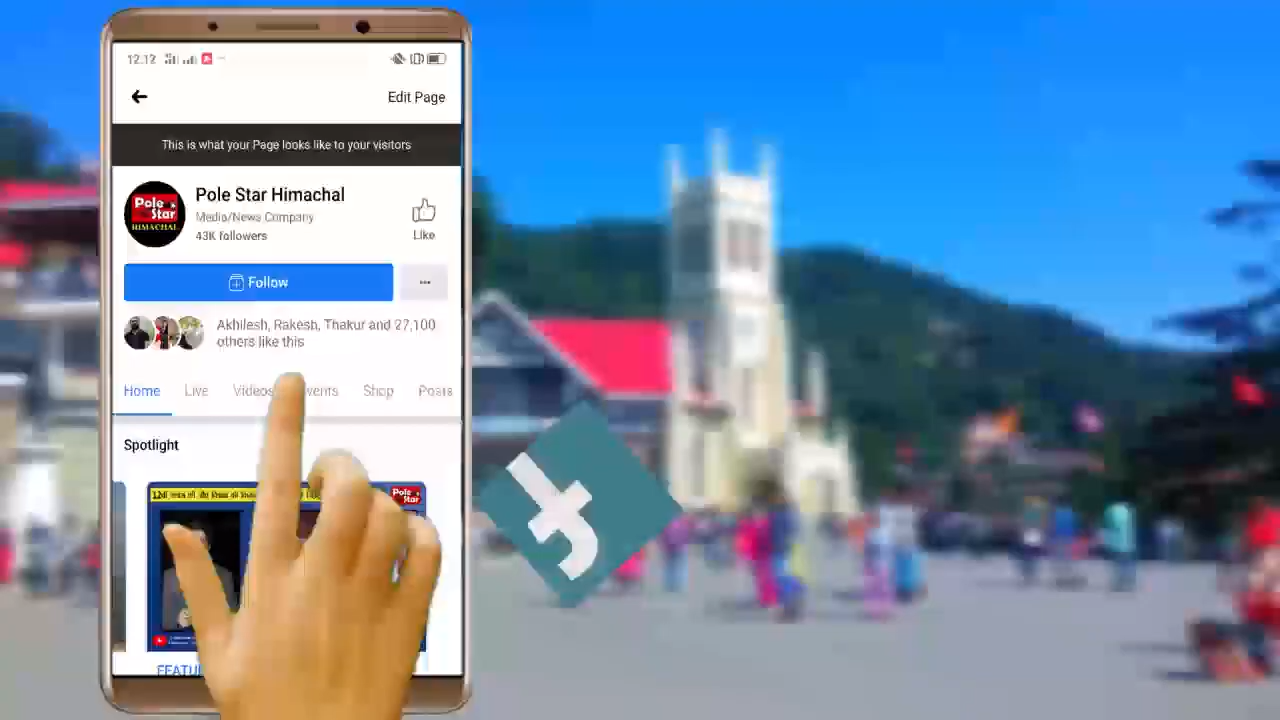 12.12
Edit Page
This is what your Page looks like to your visitors
Pole Star HIMACHAL
Pole Star Himachal
Media/News Company
43K followers
Like
Follow
Akhilesh, Rakesh, Thakur and 27,100
others like this
Home Live Videos Shop Posts
Spotlight
Pole Star